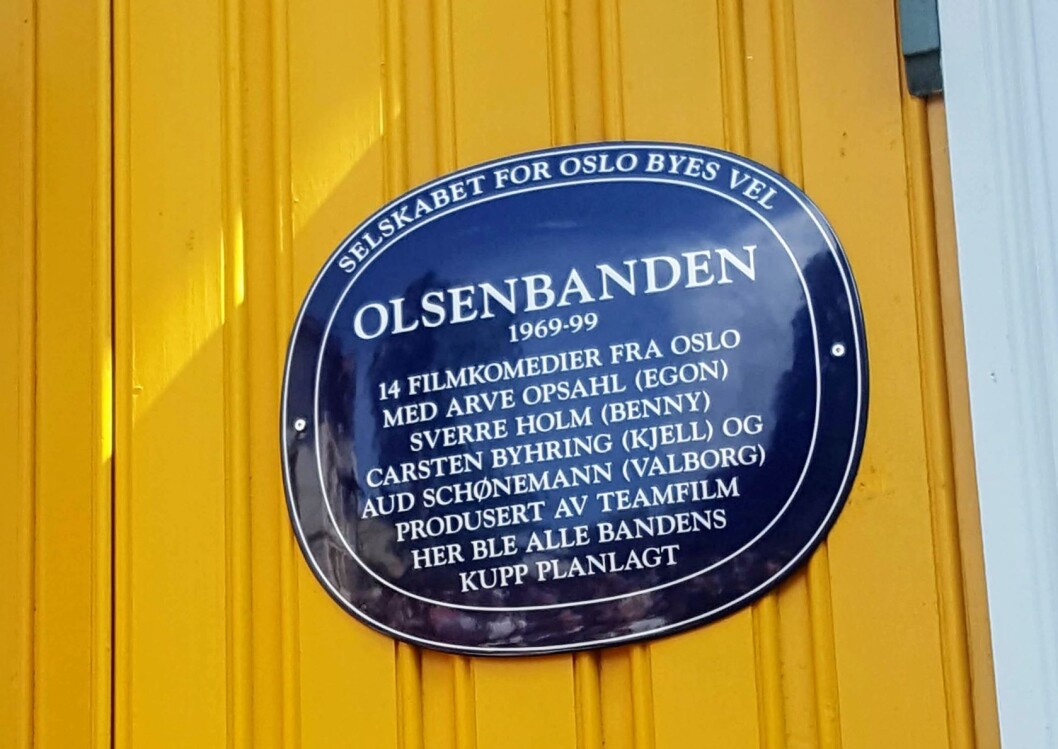 SELSKABET FOR OSLO BYES VEL
OLSENBANDEN
1969-99
14 FILMKOMEDIER FRA OSLO
MED ARVE OPSAHL (EGON)
SVERRE HOLM (BENNY)
CARSTEN BYHRING (KJELL) OG
AUD SCHØNEMANN (VALBORG)
PRODUSERT AV TEAMFILM
HER BLE ALLE BANDENS
KUPP PLANLAGT